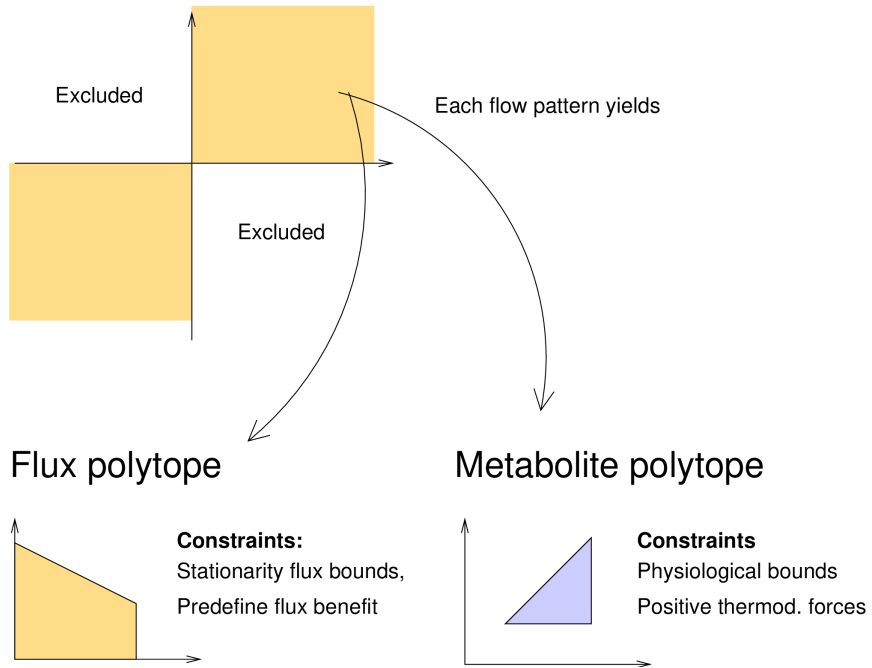 Excluded
Each flow pattern yields
Excluded
Flux polytope
Constraints:
Stationarity flux bounds,
Predefine flux benefit
Metabolite polytope
Constraints
Physiological bounds
Positive thermod. forces